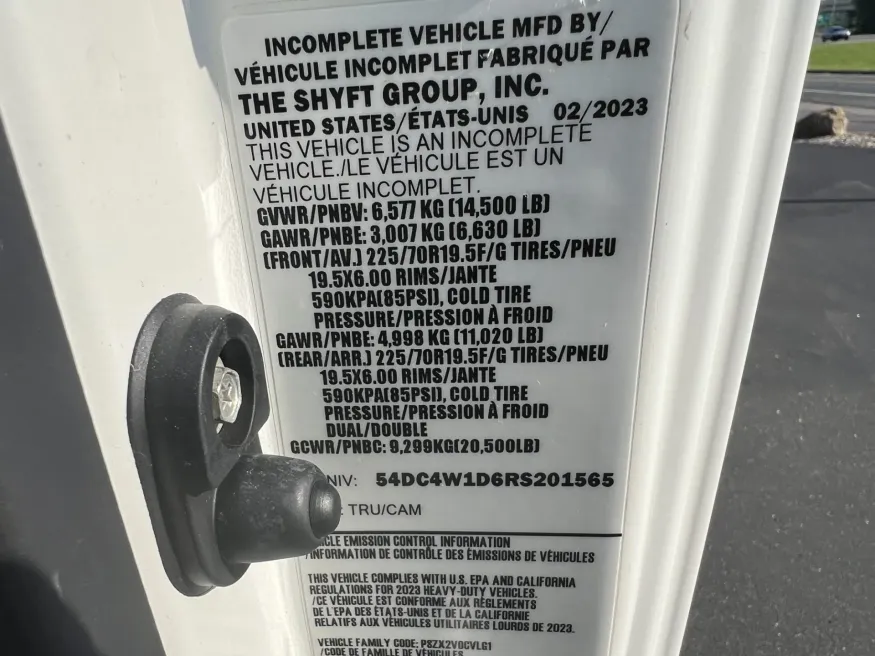 INCOMPLETE VEHICLE MFD BY/
VÉHICULE INCOMPLET FABRIQUÉ PAR
THE SHYFT GROUP, INC.
UNITED STATES/ÉTATS-UNIS 02/2023
THIS VEHICLE IS AN INCOMPLETE
VEHICLE./LE VÉHICULE EST UN
VÉHICULE INCOMPLET.
GVWR/PNBV: 6,577 KG (14,500 LB)
GAWR/PNBE: 3,007 KG (6,630 LB)
(FRONT/AV.) 225/70R19.5F/G TIRES/PNEU
19.5X6.00 RIMS/JANTE
590KPA(85PSI), COLD TIRE
PRESSURE/PRESSION À FROID
GAWR/PNBE: 4,998 KG (11,020 LB)
(REAR/ARR.) 225/70R19.5F/G TIRES/PNEU
19.5X6.00 RIMS/JANTE
590KPA(85PSI), COLD TIRE
PRESSURE/PRESSION À FROID
DUAL/DOUBLE
GCWR/PNBC: 9,299KG(20,500LB)
NIV: 54DC4W1D6RS201565
: TRU/CAM
ICLE EMISSION CONTROL INFORMATION
/INFORMATION DE CONTRÔLE DES ÉMISSIONS DE VÉHICULES
THIS VEHICLE COMPLIES WITH U.S. EPA AND CALIFORNIA
REGULATIONS FOR 2023 HEAVY-DUTY VEHICLES.
/CE VÉHICULE EST CONFORME AUX RÈGLEMENTS
DE L'EPA DES ÉTATS-UNIS ET DE LA CALIFORNIE
RELATIFS AUX VÉHICULES UTILITAIRES LOURDS DE 2023.
VEHICLE FAMILY CODE: PSZX2VOCVLG1
/CODE DE FAMILLE DE VÉHICULES